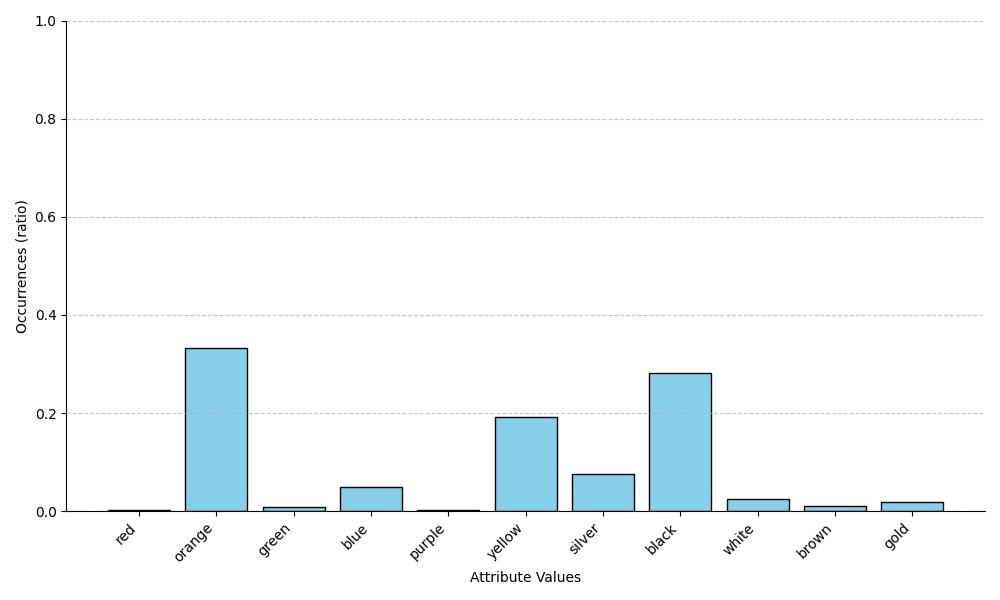 1.0
0.8
0.6
0.4
0.2
0.0
Occurrences (ratio)
red
orange
green
blue
purple
yellow
silver
black
white
brown
gold
Attribute Values